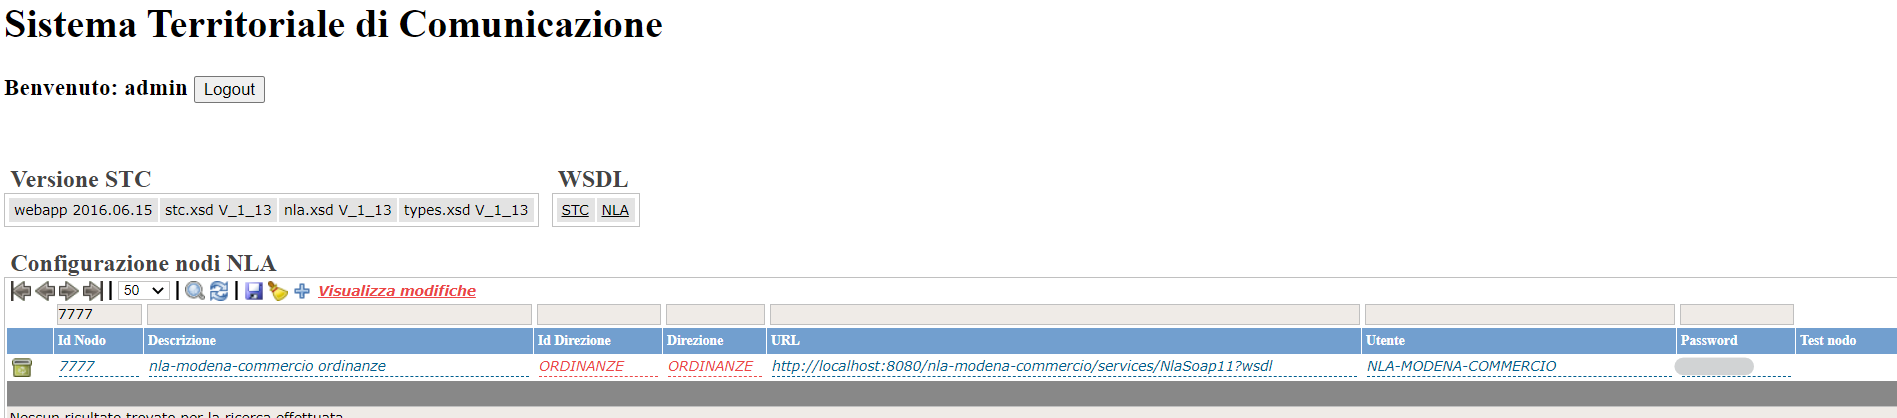 Sistema Territoriale di Comunicazione
Benvenuto: admin Logout
Versione STC WSDL
webapp 2016.06.15 stc.xsd V_1_13 nla.xsd V_1_13 types.xsd V_1_13 STC NLA
Configurazione nodi NLA
50 Visualizza modifiche
7777
Id Nodo Descrizione Id Direzione Direzione URL Utente Password Test nodo
7777 nla-modena-commercio ordinanze ORDINANZE ORDINANZE http://localhost:8080/nla-modena-commercio/services/NlaSoap11?wsdl NLA-MODENA-COMMERCIO
Nessun risultato trovato per la ricerca effettuata